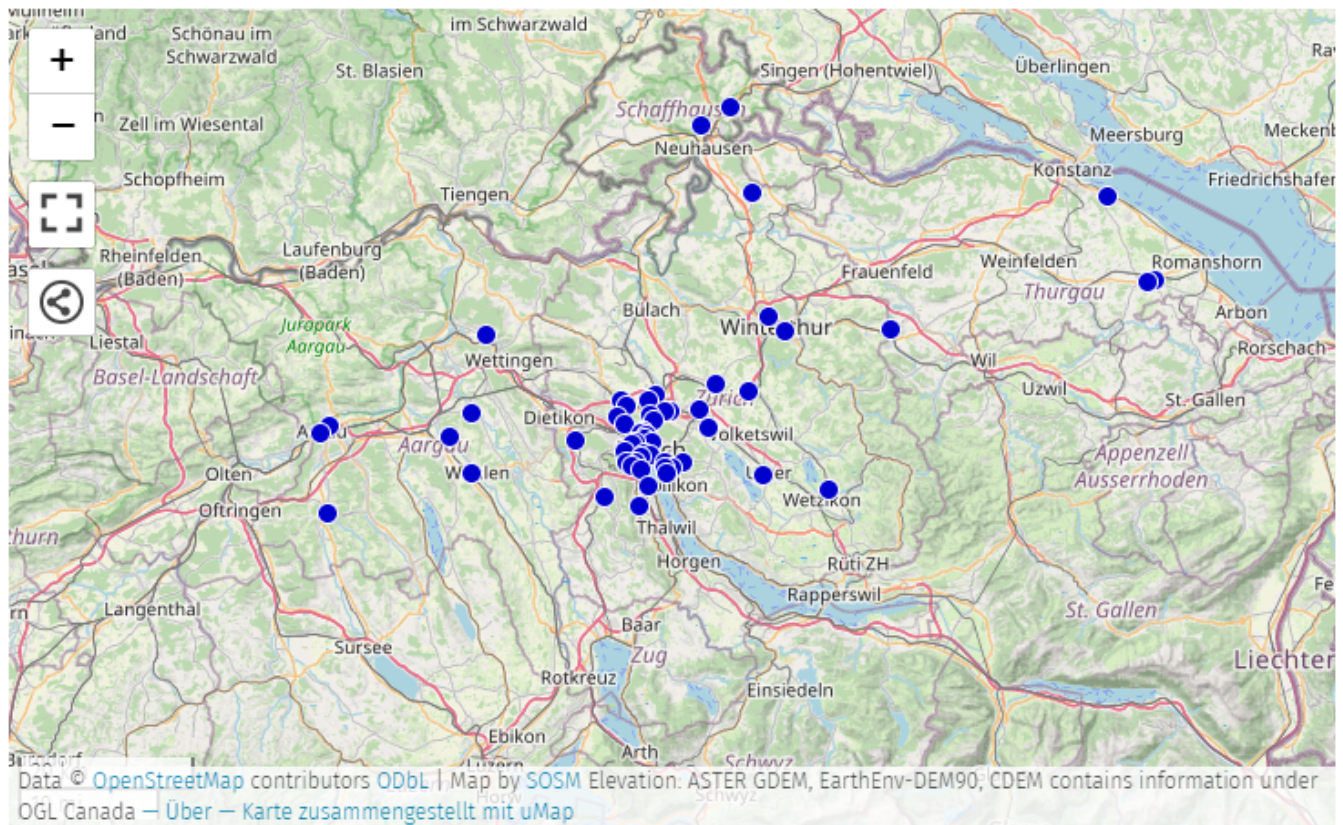 im Schwarzwald
Schönau im
Schwarzwald
+
St. Blasien
Singen (Hohentwiel)
Überlingen
Schaffhausen
−
Zell im Wiesental
Neuhausen
Meersburg
Schopfheim
Konstanz
Friedrichshafen
Tiengen
Rheinfelden
(Baden)
Laufenburg
(Baden)
Frauenfeld
Weinfelden
Romanshorn
Thurgau
Bülach
Arbon
Jurapark
Aargau
Winterthur
Liestal
Wettingen
Wil
Rorschach
Basel-Landschaft
Uzwil
St. Gallen
Zürich
Dietikon
Aargau
Volketswil
Appenzell
Ausserrhoden
Olten
Uster
Wetzikon
Oftringen
Thalwil
Horgen
Rüti ZH
Rapperswil
Langenthal
St. Gallen
Baar
Sursee
Zug
Liechten
Rotkreuz
Einsiedeln
Ebikon
Arth
Schwyz
Luzern
Data © OpenStreetMap contributors ODbL | Map by SOSM Elevation: ASTER GDEM, EarthEnv-DEM90, CDEM contains information under
OGL Canada — Über — Karte zusammengestellt mit uMap